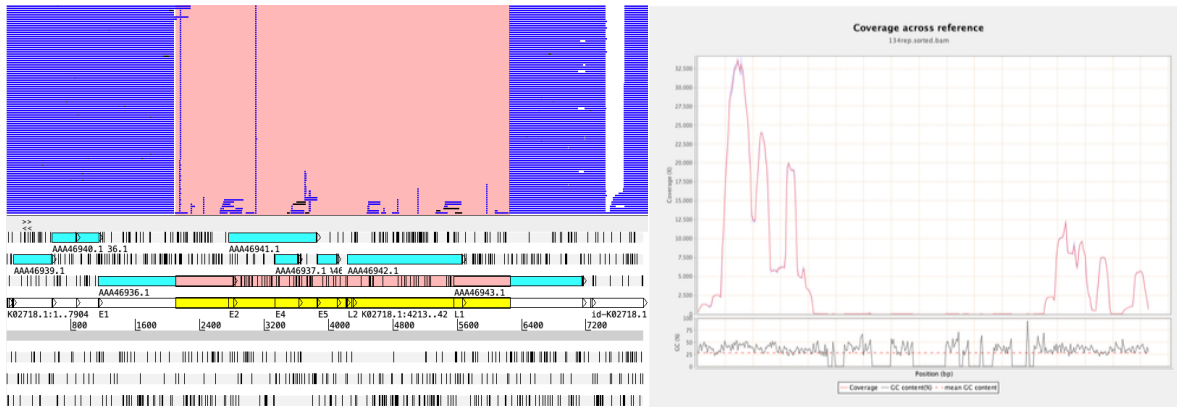 >>
<<
AAA46940.1 36.1 AAA46941.1
AAA46939.1 AAA46937.1 AAA46942.1
AAA46936.1 AAA46943.1
K02718.1:1..7904 E1 E2 E4 E5 L2 K02718.1:4213..42 L1 id-K02718.1
800 1600 2400 3200 4000 4800 5600 6400 7200
Coverage across reference
134rep.sorted.bam
Coverage (X)
32.500
30.000
27.500
25.000
22.500
20.000
17.500
15.000
12.500
10.000
7.500
5.000
2.500
0
GC (%)
100
75
50
25
0
Position (bp)
Coverage GC content(%) mean GC content